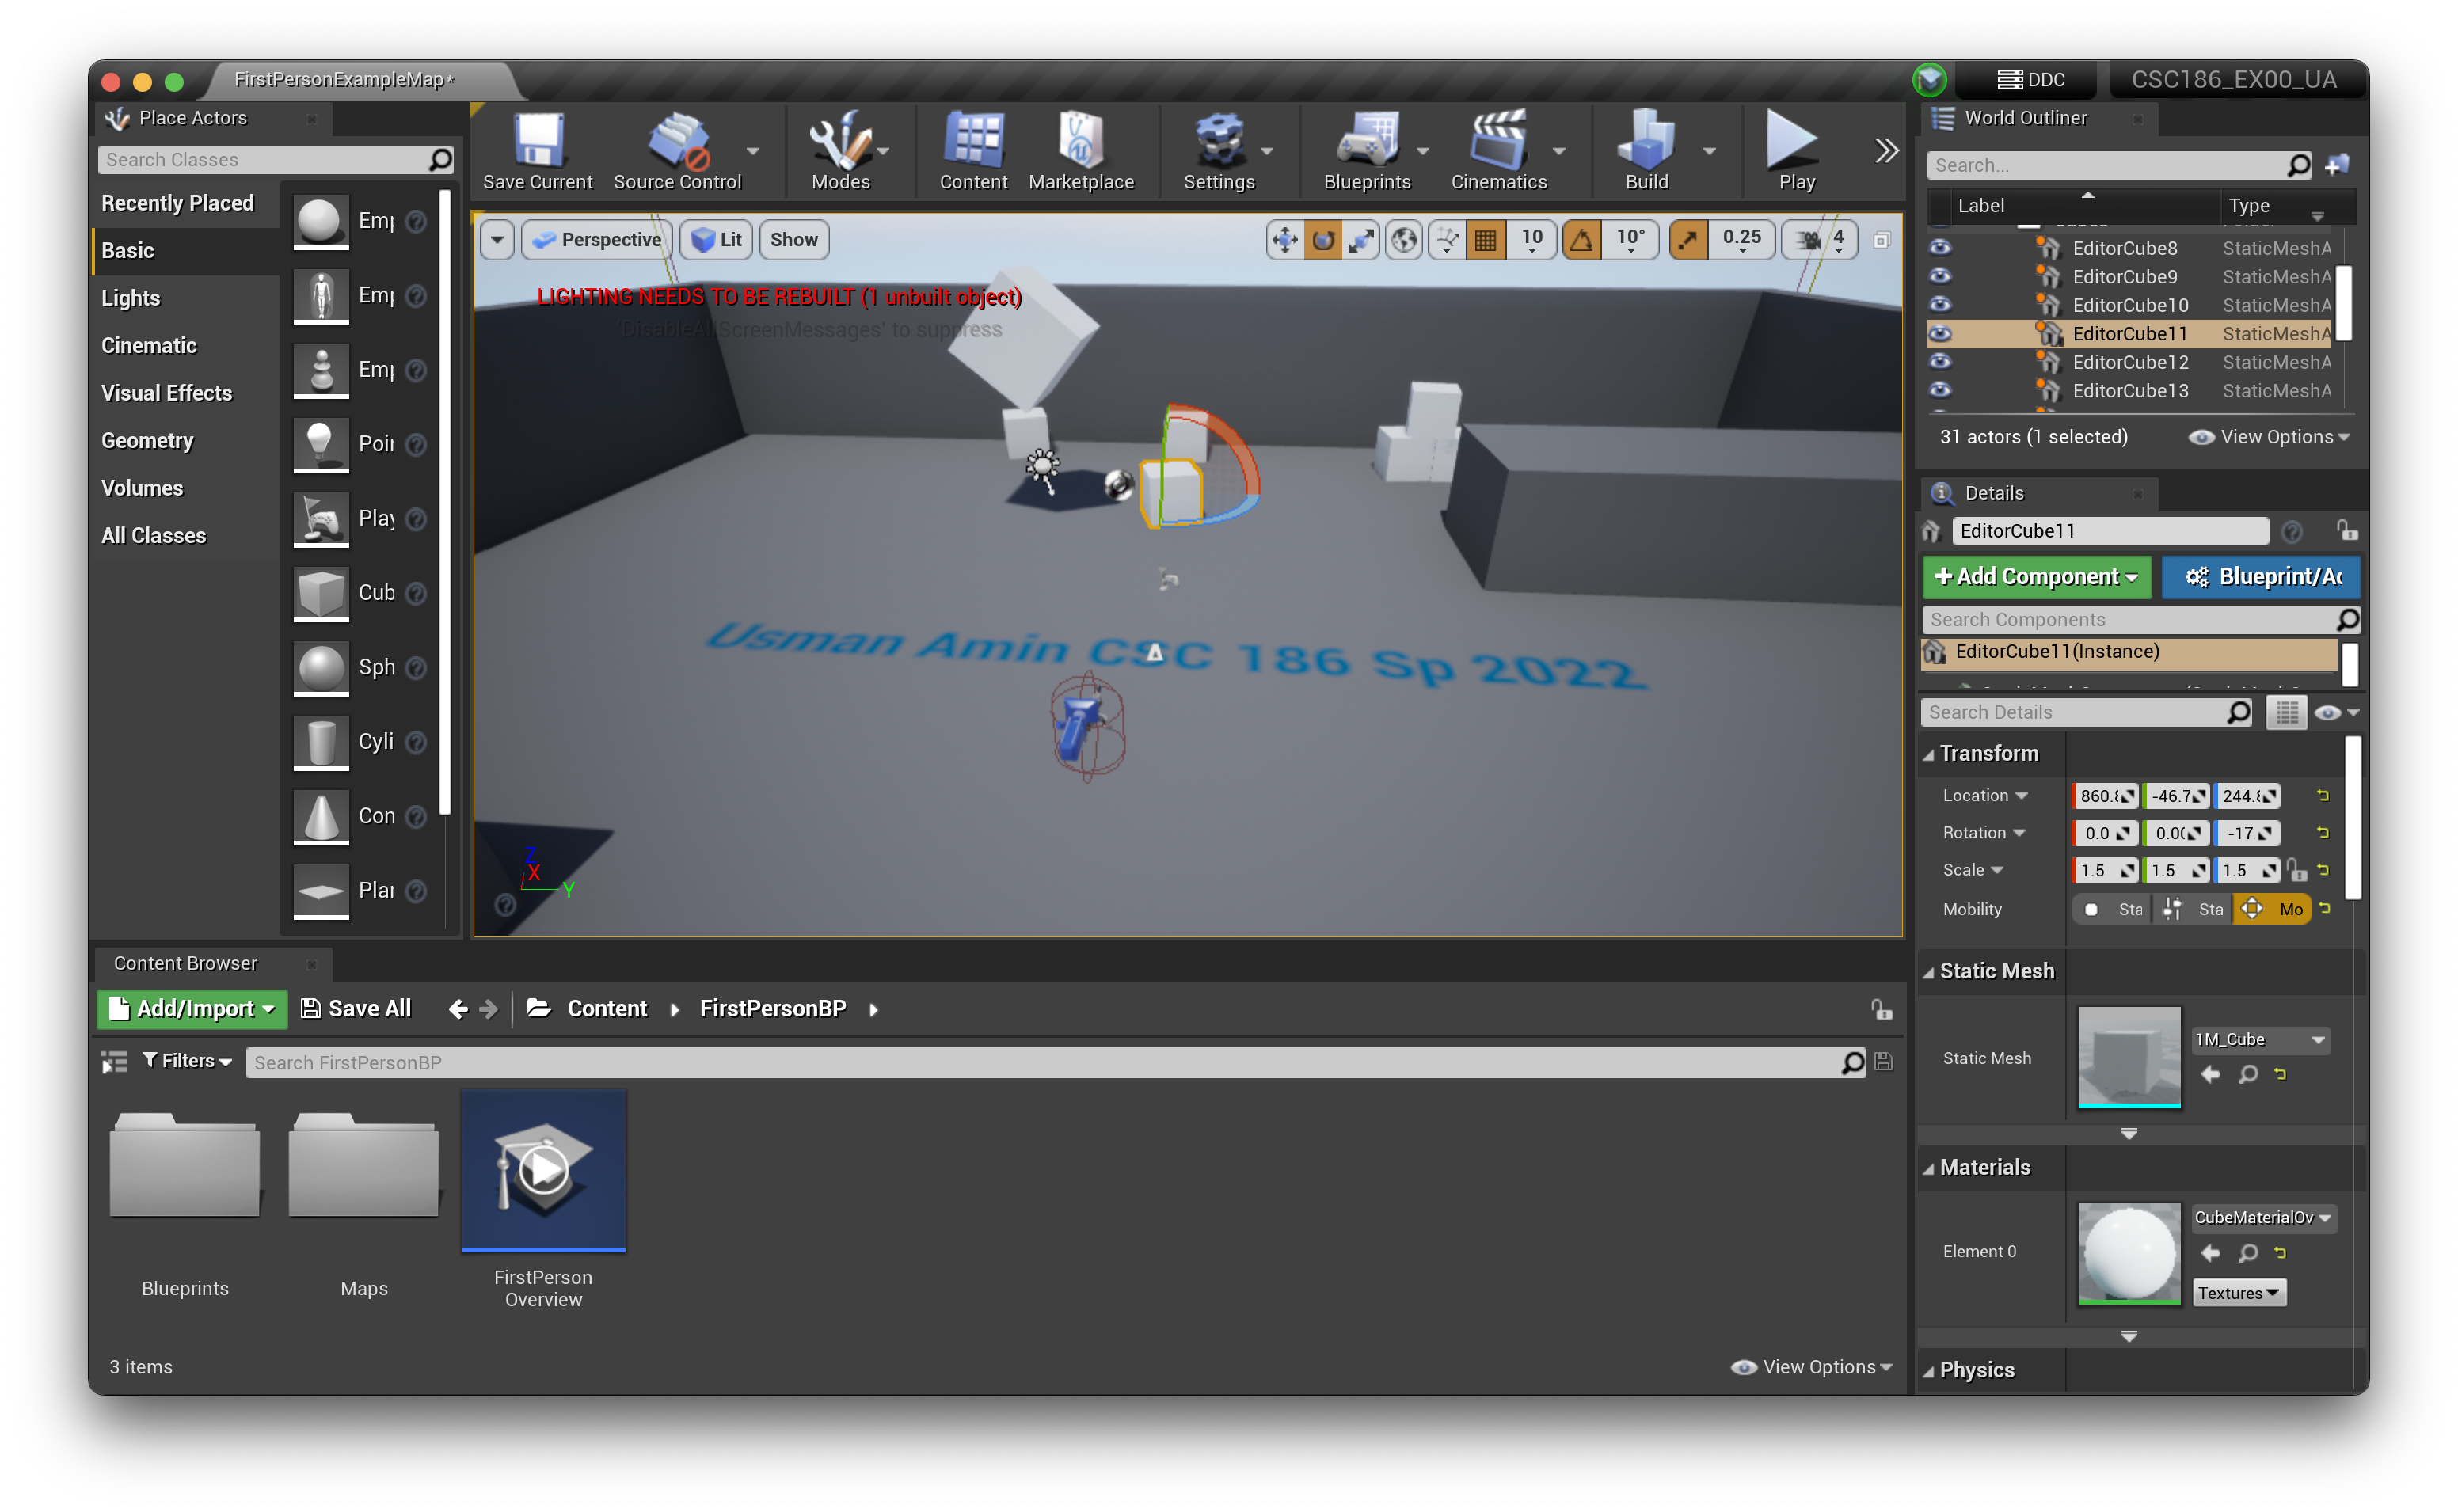 FirstPersonExampleMap*
DDC
CSC186_EX00_UA
Place Actors
Search Classes
Recently Placed
Basic
Lights
Cinematic
Visual Effects
Geometry
Volumes
All Classes
Emp
Emp
Emp
Poi
Play
Cub
Sph
Cyli
Con
Plan
Save Current
Source Control
Modes
Content
Marketplace
Settings
Blueprints
Cinematics
Build
Play
Perspective
Lit
Show
10
10°
0.25
4
LIGHTING NEEDS TO BE REBUILT (1 unbuilt object)
'DisableAllScreenMessages' to suppress
Usman Amin CSC 186 Sp 2022
Z
X
Y
World Outliner
Search...
Label
Type
EditorCube8 StaticMeshA
EditorCube9 StaticMeshA
EditorCube10 StaticMeshA
EditorCube11 StaticMeshA
EditorCube12 StaticMeshA
EditorCube13 StaticMeshA
31 actors (1 selected)
View Options
Details
EditorCube11
Add Component
Blueprint/Ad
Search Components
EditorCube11(Instance)
Search Details
Transform
Location 860.8 -46.7 244.8
Rotation 0.0 0.00 -17
Scale 1.5 1.5 1.5
Mobility Sta Sta Mo
Static Mesh
Static Mesh
1M_Cube
Materials
Element 0
CubeMaterialOv
Textures
Physics
Content Browser
Add/Import
Save All
Content
FirstPersonBP
Filters
Search FirstPersonBP
Blueprints
Maps
FirstPerson
Overview
3 items
View Options